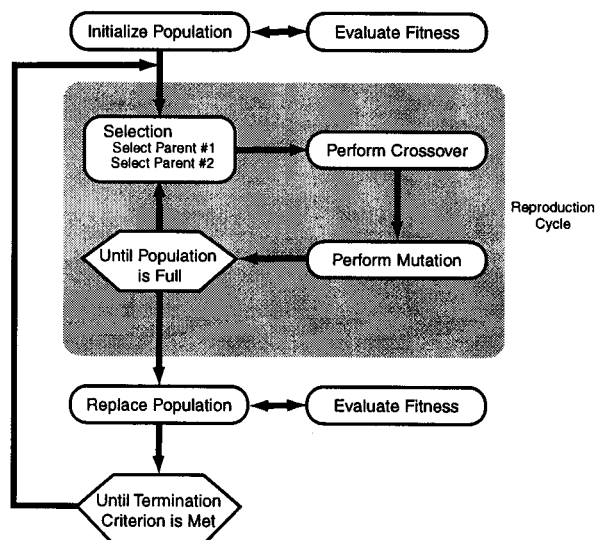 Initialize Population
Evaluate Fitness
Selection
Select Parent #1
Select Parent #2
Perform Crossover
Reproduction
Cycle
Until Population
is Full
Perform Mutation
Replace Population
Evaluate Fitness
Until Termination
Criterion is Met